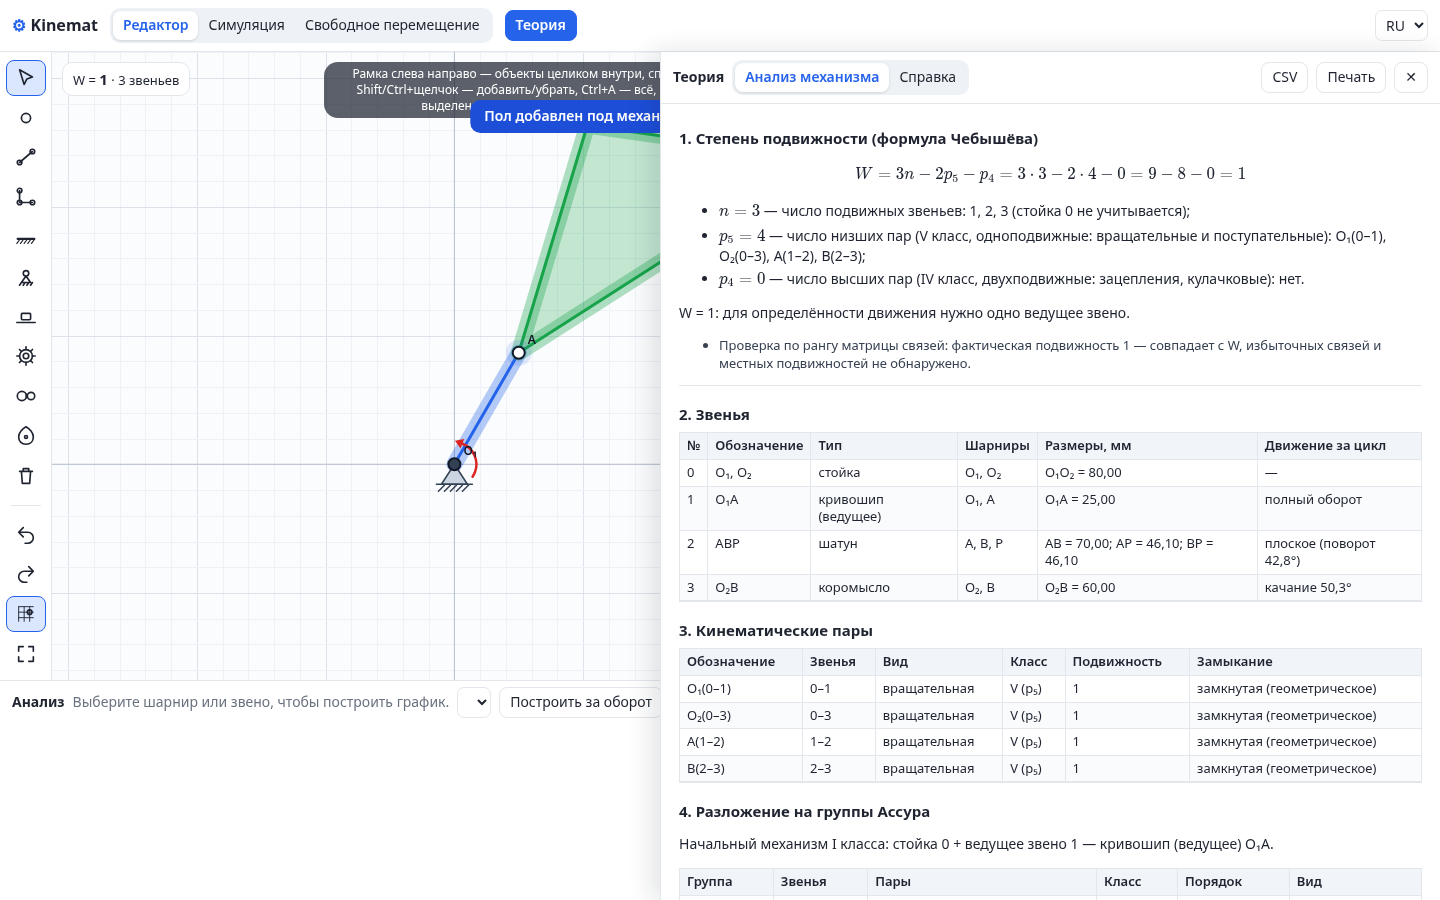 Kinemat
Редактор
Симуляция
Свободное перемещение
Теория
RU
W = 1 · 3 звеньев
Рамка слева направо — объекты целиком внутри, сп
Shift/Ctrl+щелчок — добавить/убрать, Ctrl+A — всё,
выделен
Пол добавлен под механ
A
O₁
Анализ
Выберите шарнир или звено, чтобы построить график.
Построить за оборот
Теория
Анализ механизма
Справка
CSV
Печать
✕
1. Степень подвижности (формула Чебышёва)
W = 3n − 2p₅ − p₄ = 3 · 3 − 2 · 4 − 0 = 9 − 8 − 0 = 1
• n = 3 — число подвижных звеньев: 1, 2, 3 (стойка 0 не учитывается);
• p₅ = 4 — число низших пар (V класс, одноподвижные: вращательные и поступательные): O₁(0–1),
O₂(0–3), A(1–2), B(2–3);
• p₄ = 0 — число высших пар (IV класс, двухподвижные: зацепления, кулачковые): нет.
W = 1: для определённости движения нужно одно ведущее звено.
• Проверка по рангу матрицы связей: фактическая подвижность 1 — совпадает с W, избыточных связей и
местных подвижностей не обнаружено.
2. Звенья
№ Обозначение Тип Шарниры Размеры, мм Движение за цикл
0 O₁, O₂ стойка O₁, O₂ O₁O₂ = 80,00 —
1 O₁A кривошип O₁, A O₁A = 25,00 полный оборот
(ведущее)
2 ABP шатун A, B, P AB = 70,00; AP = 46,10; BP = плоское (поворот
46,10 42,8°)
3 O₂B коромысло O₂, B O₂B = 60,00 качание 50,3°
3. Кинематические пары
Обозначение Звенья Вид Класс Подвижность Замыкание
O₁(0–1) 0–1 вращательная V (p₅) 1 замкнутая (геометрическое)
O₂(0–3) 0–3 вращательная V (p₅) 1 замкнутая (геометрическое)
A(1–2) 1–2 вращательная V (p₅) 1 замкнутая (геометрическое)
B(2–3) 2–3 вращательная V (p₅) 1 замкнутая (геометрическое)
4. Разложение на группы Ассура
Начальный механизм I класса: стойка 0 + ведущее звено 1 — кривошип (ведущее) O₁A.
Группа Звенья Пары Класс Порядок Вид